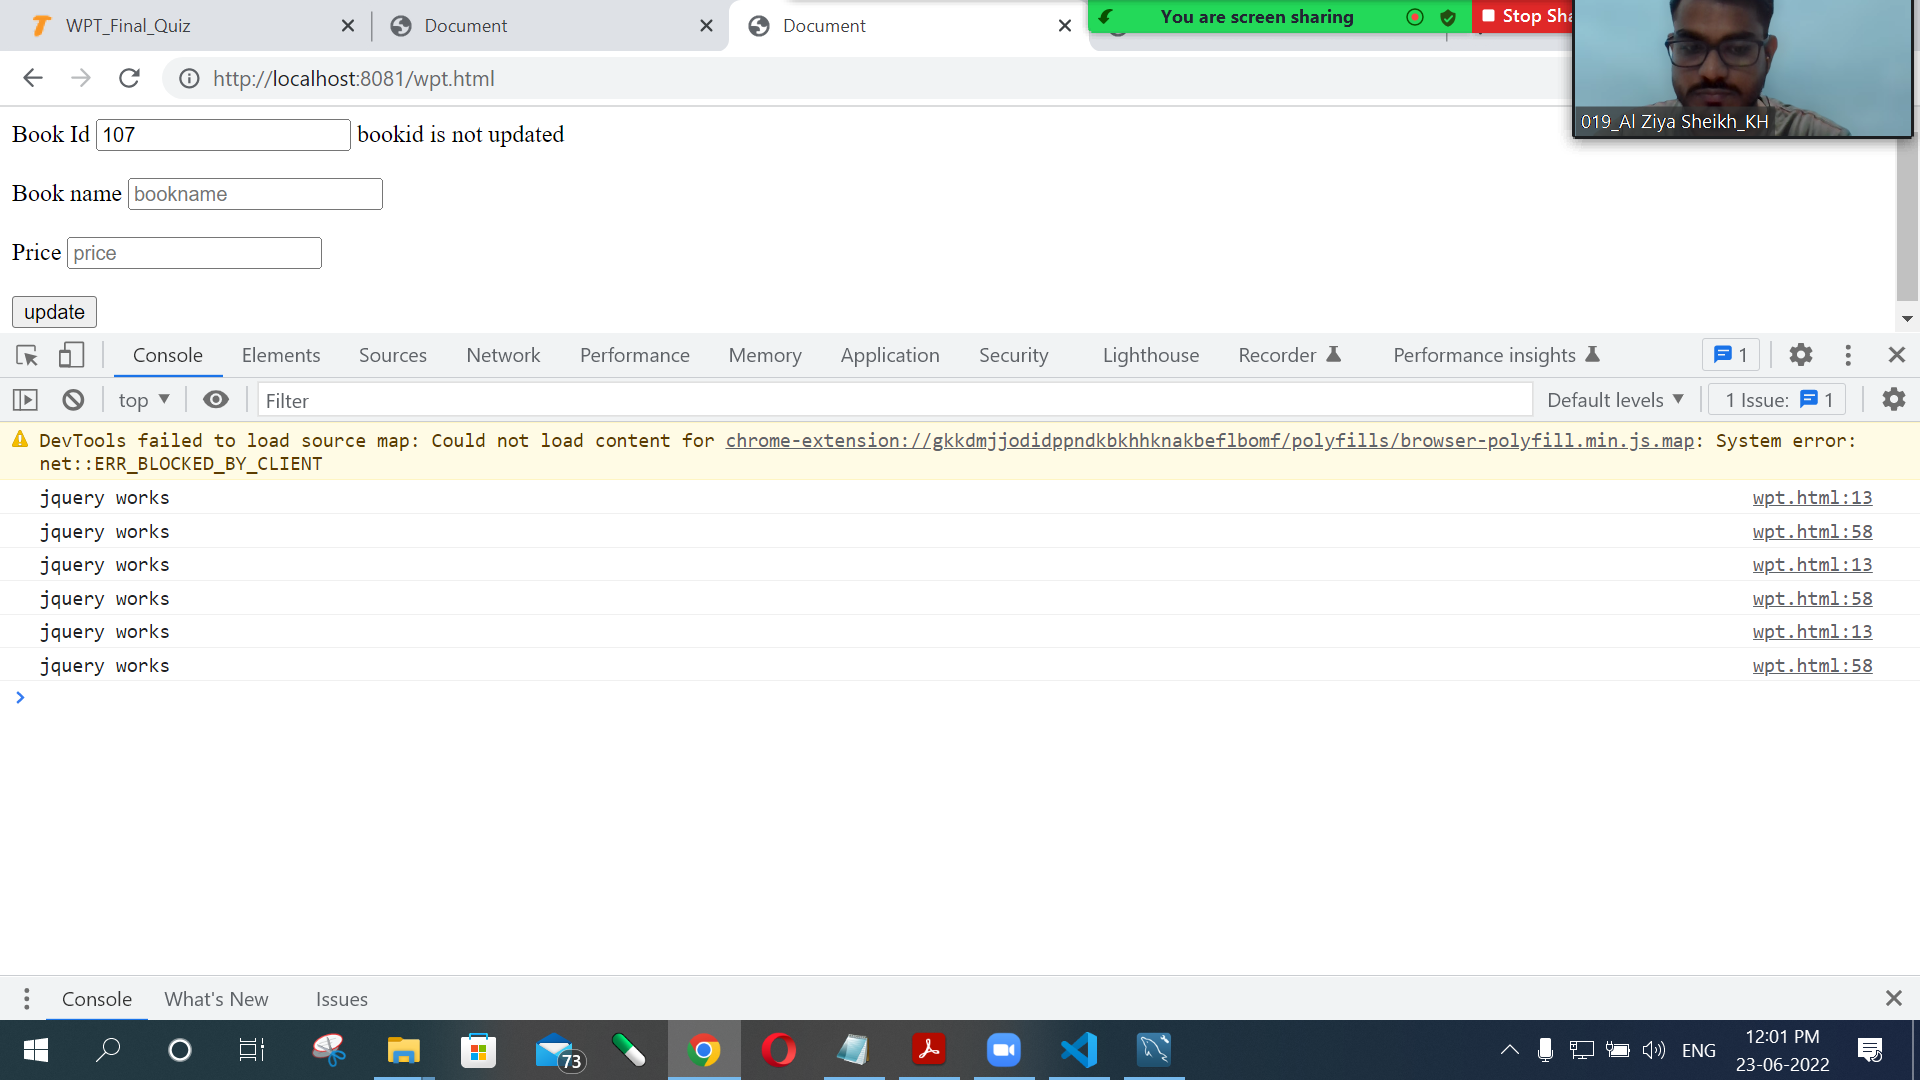 WPT_Final_Quiz
Document
Document
You are screen sharing
Stop Sha
http://localhost:8081/wpt.html
019_Al Ziya Sheikh_KH
Book Id 107 bookid is not updated
Book name bookname
Price price
update
Console Elements Sources Network Performance Memory Application Security Lighthouse Recorder Performance insights 1
top Filter Default levels 1 Issue: 1
DevTools failed to load source map: Could not load content for chrome-extension://gkkdmjjodidppndkbkhhknakbeflbomf/polyfills/browser-polyfill.min.js.map: System error:
net::ERR_BLOCKED_BY_CLIENT
jquery works wpt.html:13
jquery works wpt.html:58
jquery works wpt.html:13
jquery works wpt.html:58
jquery works wpt.html:13
jquery works wpt.html:58
Console What's New Issues
73
ENG
12:01 PM
23-06-2022